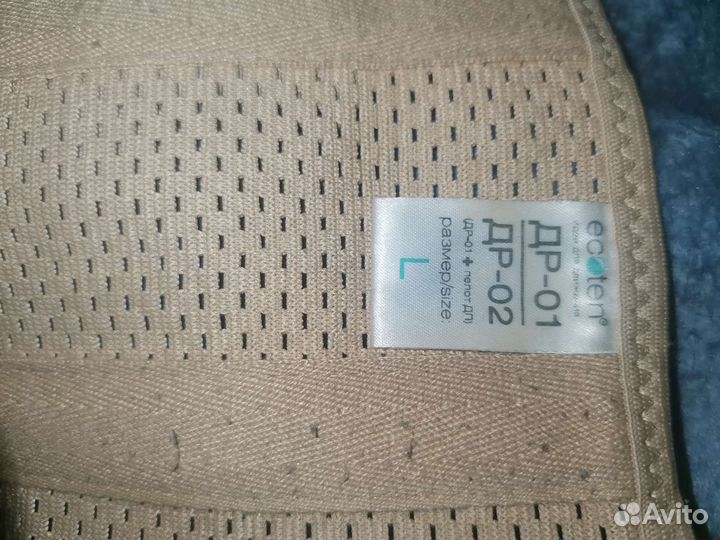 ecoten®
ДР-01
ДР-02
(ДР-01 + пелот ДП)
размер/size:
L
Avito